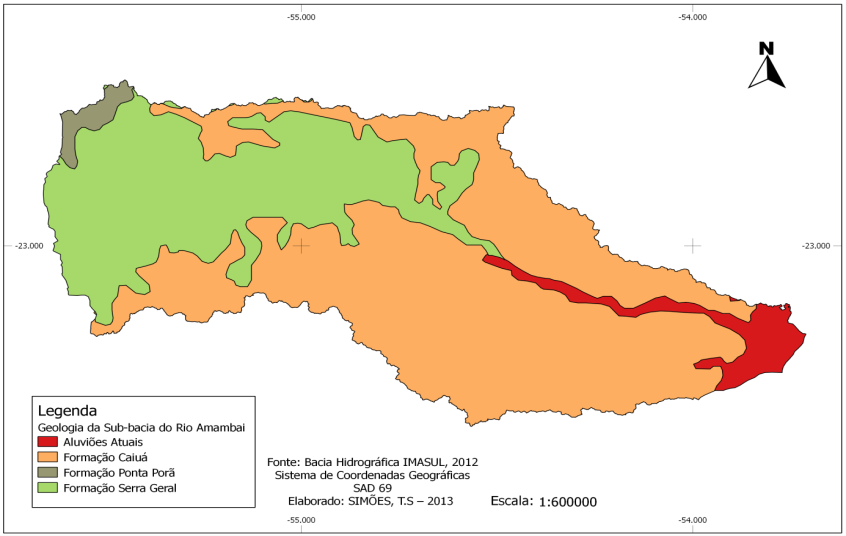 -55.000
-54.000
N
-23.000
-23.000
Legenda
Geologia da Sub-bacia do Rio Amambai
Aluviões Atuais
Formação Caiuá
Formação Ponta Porã
Formação Serra Geral
Fonte: Bacia Hidrográfica IMASUL, 2012
Sistema de Coordenadas Geográficas
SAD 69
Elaborado: SIMÕES, T.S – 2013
Escala: 1:600000
-55.000
-54.000